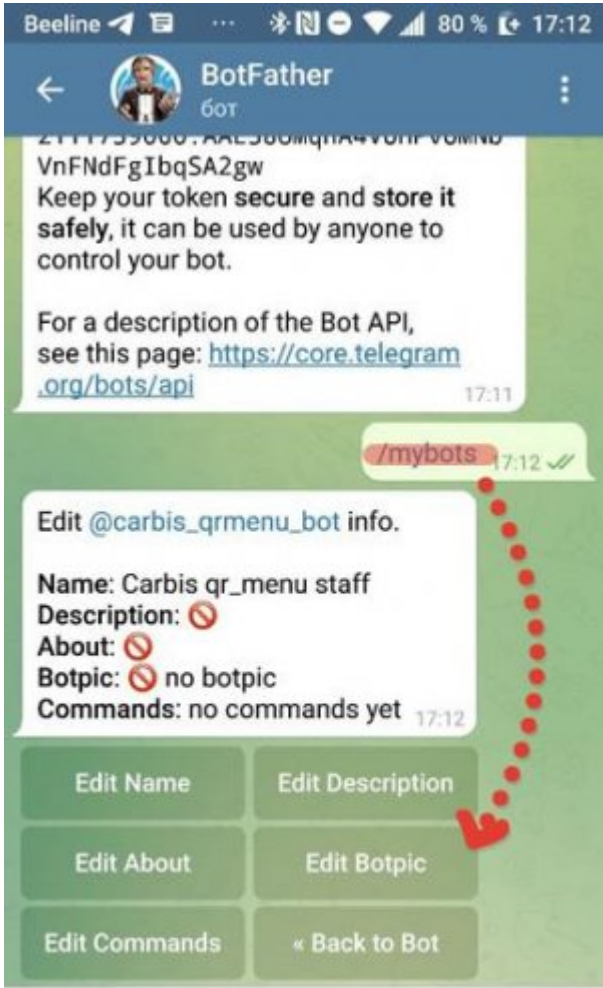 Beeline 80 % 17:12
BotFather
бот
VnFNdFgIbqSA2gw
Keep your token secure and store it
safely, it can be used by anyone to
control your bot.
For a description of the Bot API,
see this page: https://core.telegram
.org/bots/api 17:11
/mybots 17:12
Edit @carbis_qrmenu_bot info.
Name: Carbis qr_menu staff
Description:
About:
Botpic: no botpic
Commands: no commands yet 17:12
Edit Name Edit Description
Edit About Edit Botpic
Edit Commands « Back to Bot